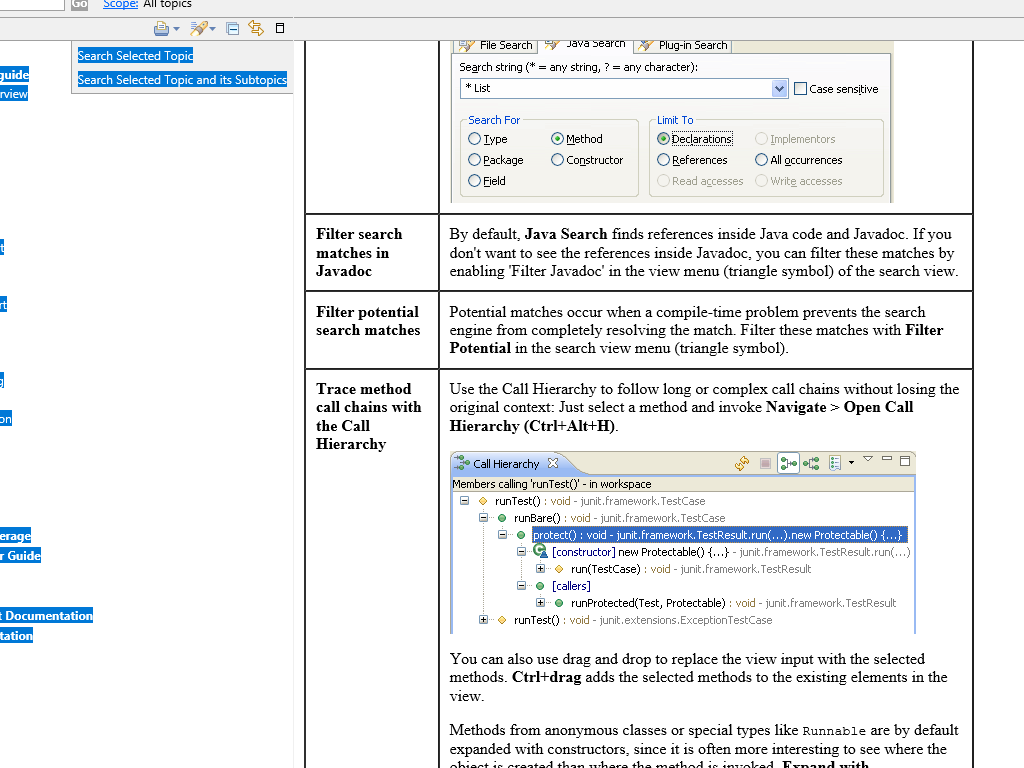 Go Scope: All topics
Search Selected Topic
Search Selected Topic and its Subtopics
guide
rview
t
rt
on
erage
r Guide
t Documentation
tation
File Search Java Search Plug-in Search
Search string (* = any string, ? = any character):
* List Case sensitive
Search For Limit To
Type Method Declarations Implementors
Package Constructor References All occurrences
Field Read accesses Write accesses
Filter search
matches in
Javadoc
By default, Java Search finds references inside Java code and Javadoc. If you
don't want to see the references inside Javadoc, you can filter these matches by
enabling 'Filter Javadoc' in the view menu (triangle symbol) of the search view.
Filter potential
search matches
Potential matches occur when a compile-time problem prevents the search
engine from completely resolving the match. Filter these matches with Filter
Potential in the search view menu (triangle symbol).
Trace method
call chains with
the Call
Hierarchy
Use the Call Hierarchy to follow long or complex call chains without losing the
original context: Just select a method and invoke Navigate > Open Call
Hierarchy (Ctrl+Alt+H).
Call Hierarchy
Members calling 'runTest()' - in workspace
runTest() : void - junit.framework.TestCase
runBare() : void - junit.framework.TestCase
protect() : void - junit.framework.TestResult.run(...).new Protectable() {...}
[constructor] new Protectable() {...} - junit.framework.TestResult.run(...)
run(TestCase) : void - junit.framework.TestResult
[callers]
runProtected(Test, Protectable) : void - junit.framework.TestResult
runTest() : void - junit.extensions.ExceptionTestCase
You can also use drag and drop to replace the view input with the selected
methods. Ctrl+drag adds the selected methods to the existing elements in the
view.
Methods from anonymous classes or special types like Runnable are by default
expanded with constructors, since it is often more interesting to see where the
object is created than where the method is invoked. Expand with